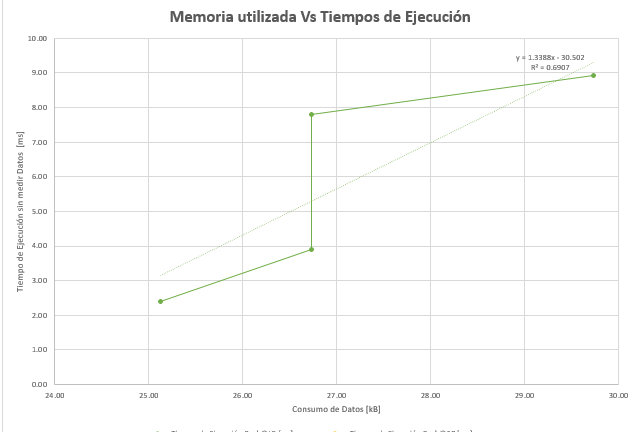 Memoria utilizada Vs Tiempos de Ejecución
10.00
9.00
8.00
7.00
6.00
5.00
4.00
3.00
2.00
1.00
0.00
Tiempo de Ejecución sin medir Datos [ms]
y = 1.3388x - 30.502
R² = 0.6907
24.00 25.00 26.00 27.00 28.00 29.00 30.00
Consumo de Datos [kB]